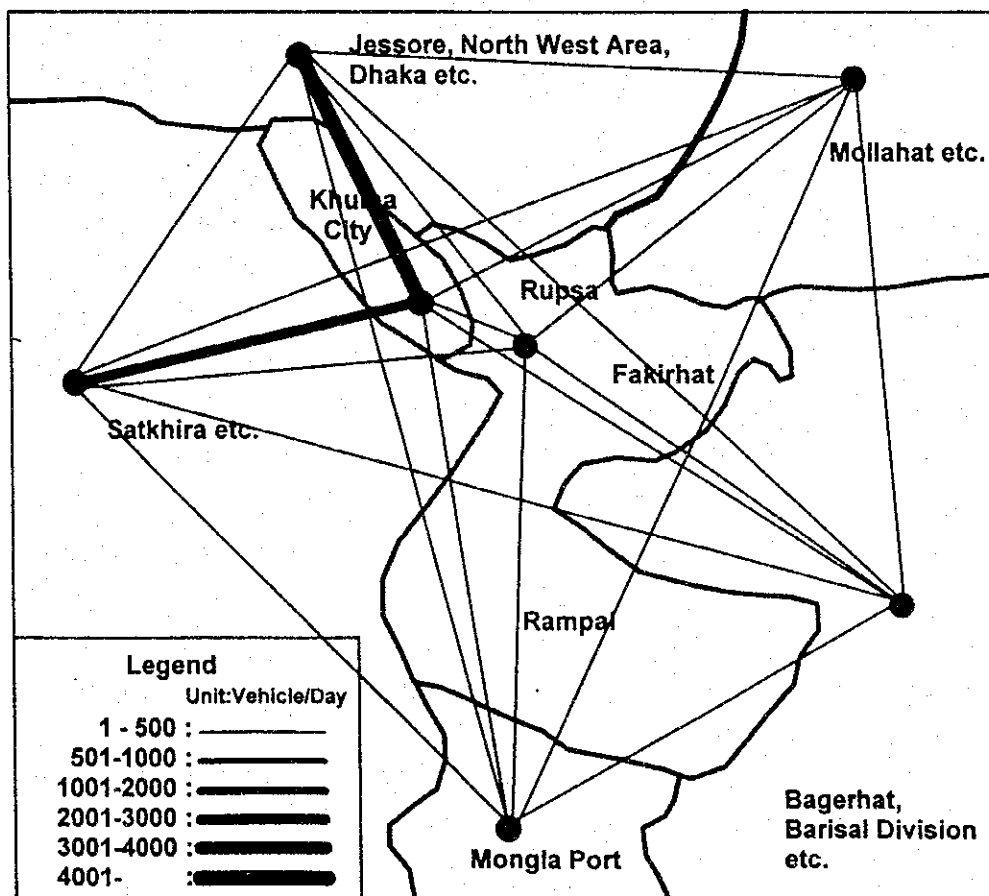 Jessore, North West Area,
Dhaka etc.
Mollahat etc.
Khulna
City
Rupsa
Fakirhat
Satkhira etc.
Rampal
Legend
Unit:Vehicle/Day
1 - 500 :
501-1000 :
1001-2000 :
2001-3000 :
3001-4000 :
4001- :
Mongla Port
Bagerhat,
Barisal Division
etc.